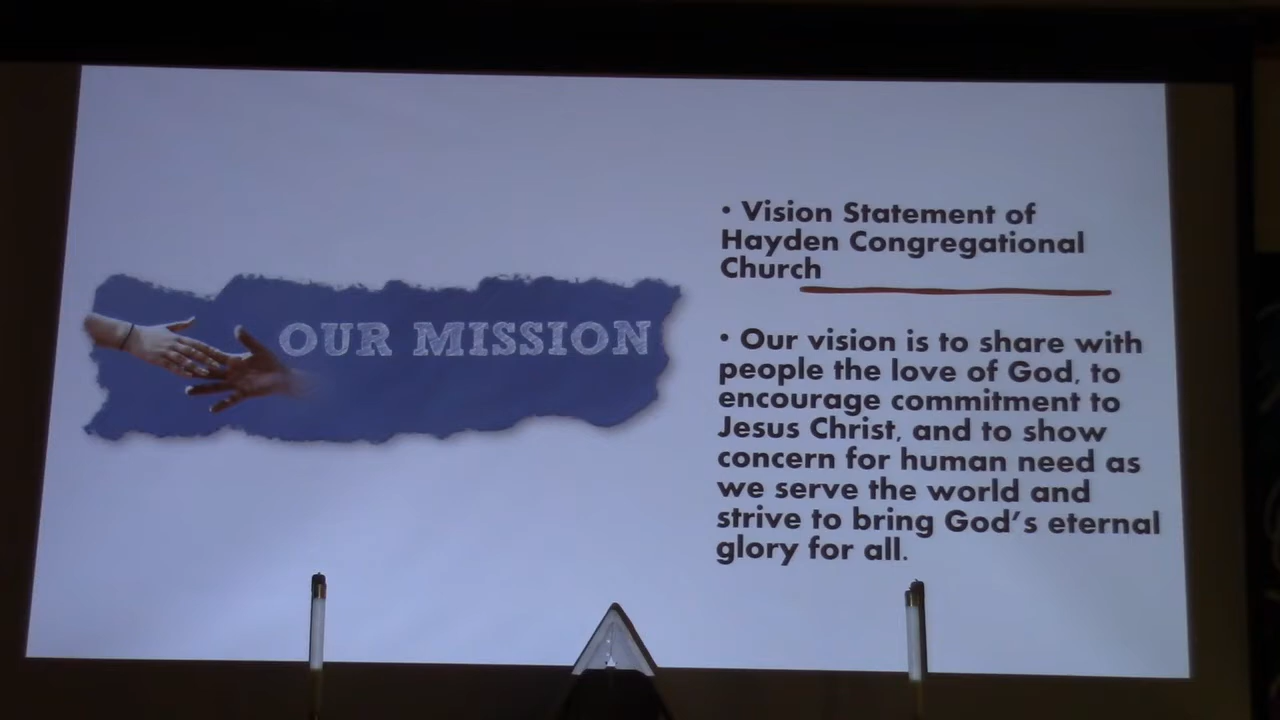 OUR MISSION
• Vision Statement of
Hayden Congregational
Church
• Our vision is to share with
people the love of God, to
encourage commitment to
Jesus Christ, and to show
concern for human need as
we serve the world and
strive to bring God’s eternal
glory for all.